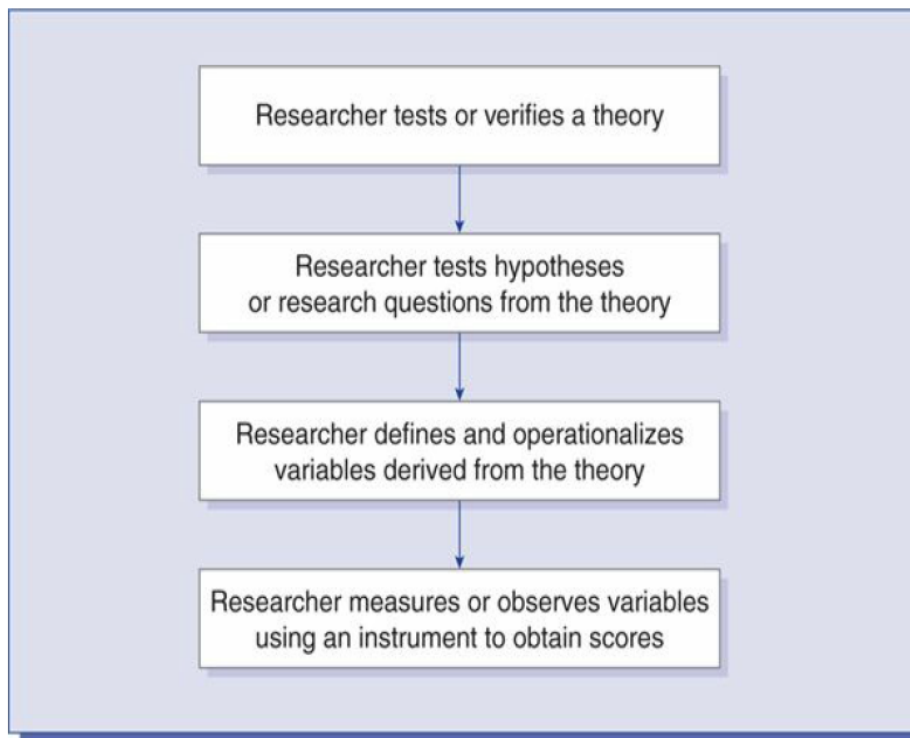 Researcher tests or verifies a theory
Researcher tests hypotheses
or research questions from the theory
Researcher defines and operationalizes
variables derived from the theory
Researcher measures or observes variables
using an instrument to obtain scores